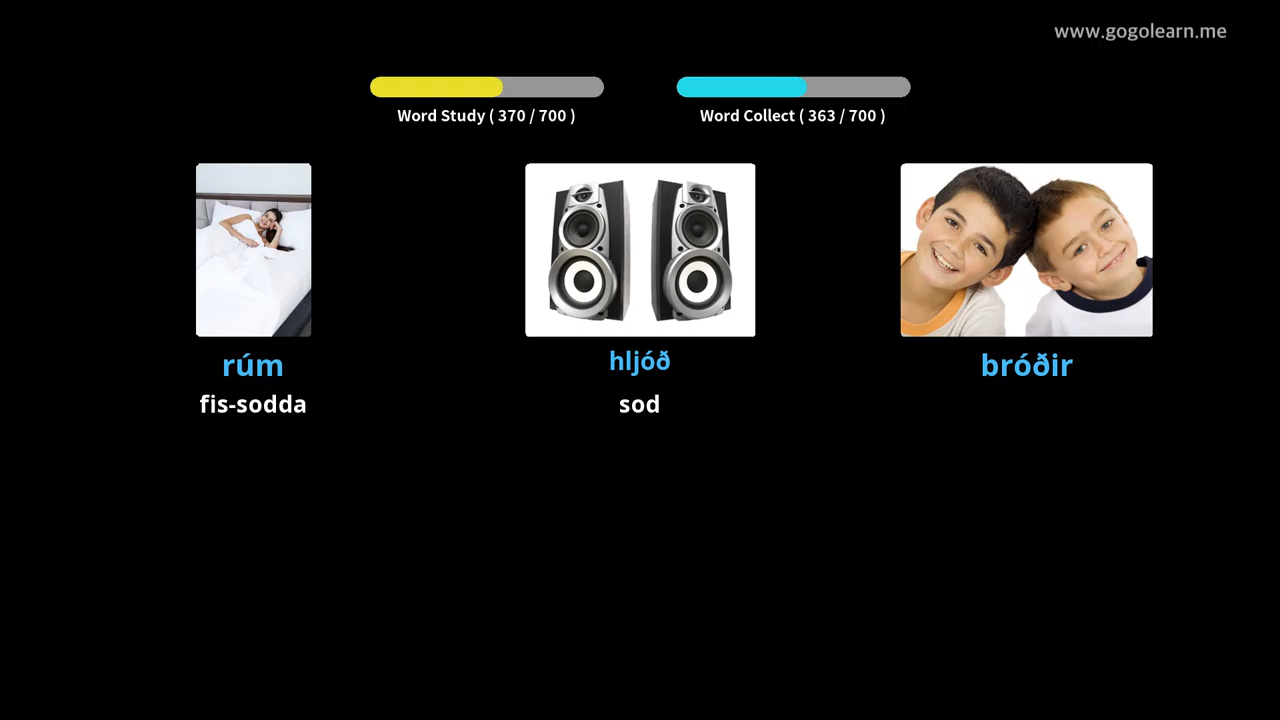 www.gogolearn.me
Word Study ( 370 / 700 )
Word Collect ( 363 / 700 )
rúm
fis-sodda
hljóð
sod
bróðir